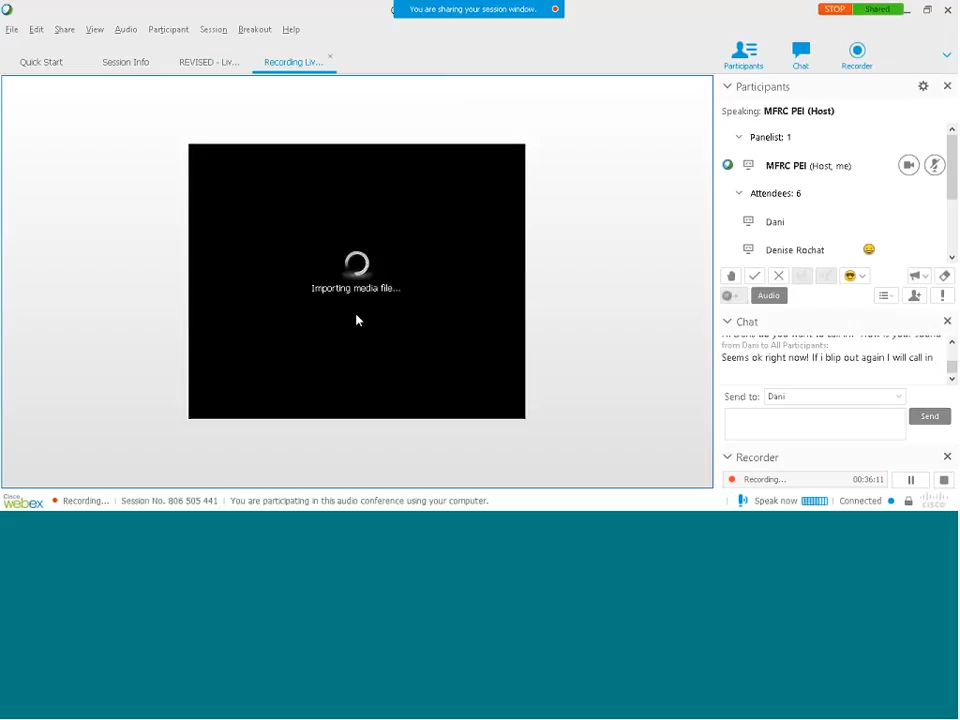 You are sharing your session window.
STOP Shared
File Edit Share View Audio Participant Session Breakout Help
Quick Start Session Info REVISED - Liv... Recording Liv...
Participants Chat Recorder
Participants
Speaking: MFRC PEI (Host)
Panelist: 1
MFRC PEI (Host, me)
Attendees: 6
Dani
Denise Rochat
Importing media file...
Audio
Chat
from Dani to All Participants:
Seems ok right now! If i blip out again I will call in
Send to: Dani
Send
Recorder
Recording... 00:36:11
Cisco webex Recording... Session No. 806 505 441 You are participating in this audio conference using your computer. Speak now Connected cisco